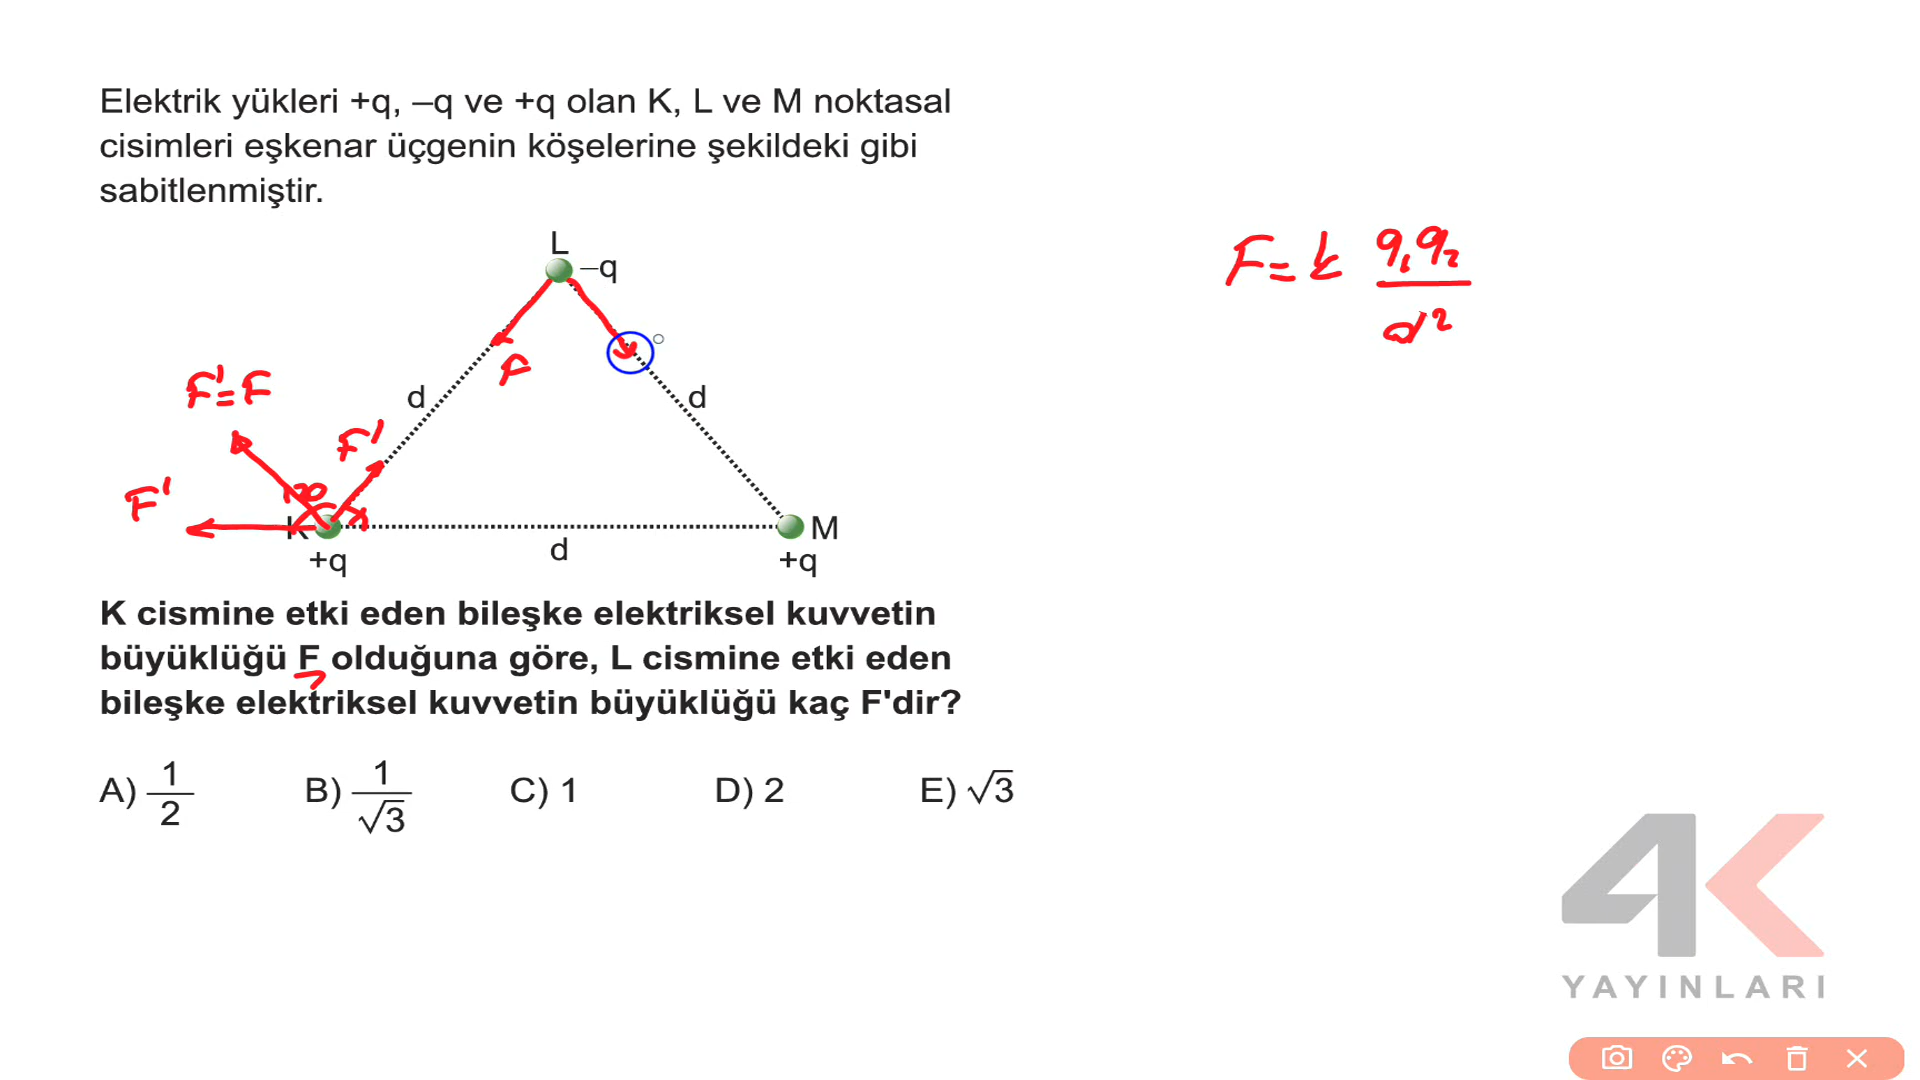 Elektrik yükleri +q, –q ve +q olan K, L ve M noktasal
cisimleri eşkenar üçgenin köşelerine şekildeki gibi
sabitlenmiştir.
F = k q₁q₂ / d²
L
–q
F
d
d
F' = F
F'
F'
120
K
+q
d
M
+q
K cismine etki eden bileşke elektriksel kuvvetin
büyüklüğü F olduğuna göre, L cismine etki eden
bileşke elektriksel kuvvetin büyüklüğü kaç F'dir?
A) 1/2 B) 1/√3 C) 1 D) 2 E) √3
4K
YAYINLARI